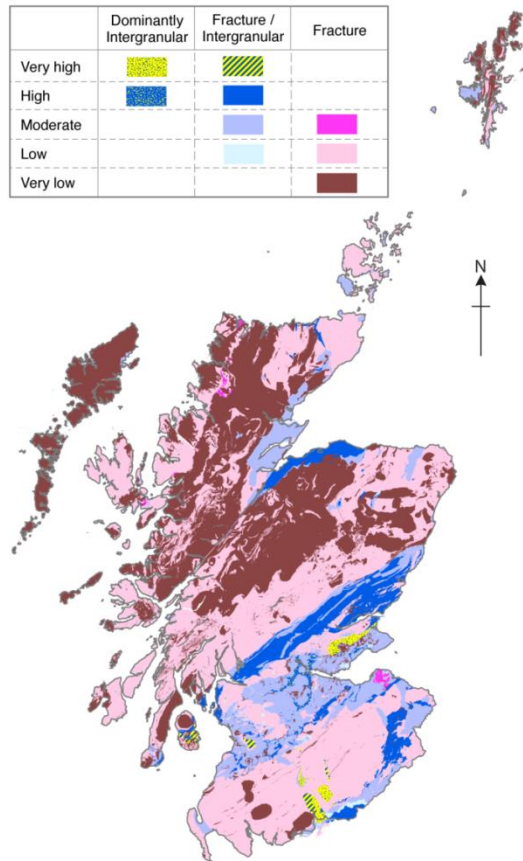 Dominantly Intergranular
Fracture / Intergranular
Fracture
Very high
High
Moderate
Low
Very low
N